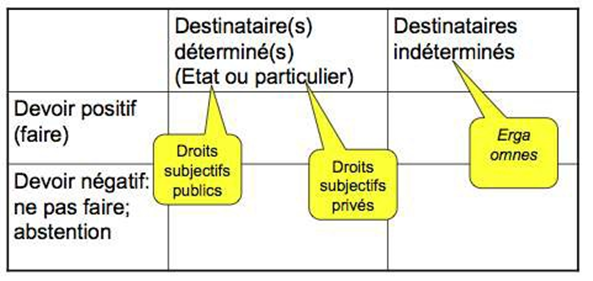 Destinataire(s)
déterminé(s)
(Etat ou particulier)
Destinataires
indéterminés
Devoir positif
(faire)
Droits
subjectifs
publics
Droits
subjectifs
privés
Erga
omnes
Devoir négatif:
ne pas faire;
abstention